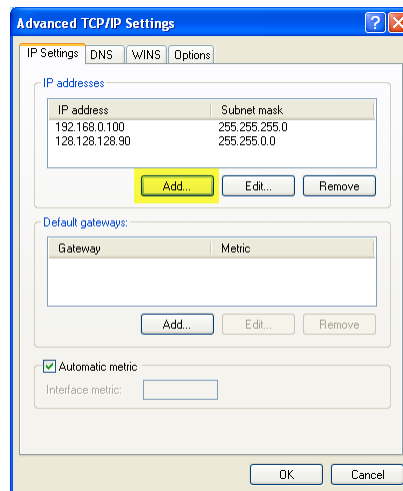 Advanced TCP/IP Settings
IP Settings DNS WINS Options
IP addresses
IP address Subnet mask
192.168.0.100 255.255.255.0
128.128.128.90 255.255.0.0
Add... Edit... Remove
Default gateways:
Gateway Metric
Add... Edit... Remove
Automatic metric
Interface metric:
OK Cancel